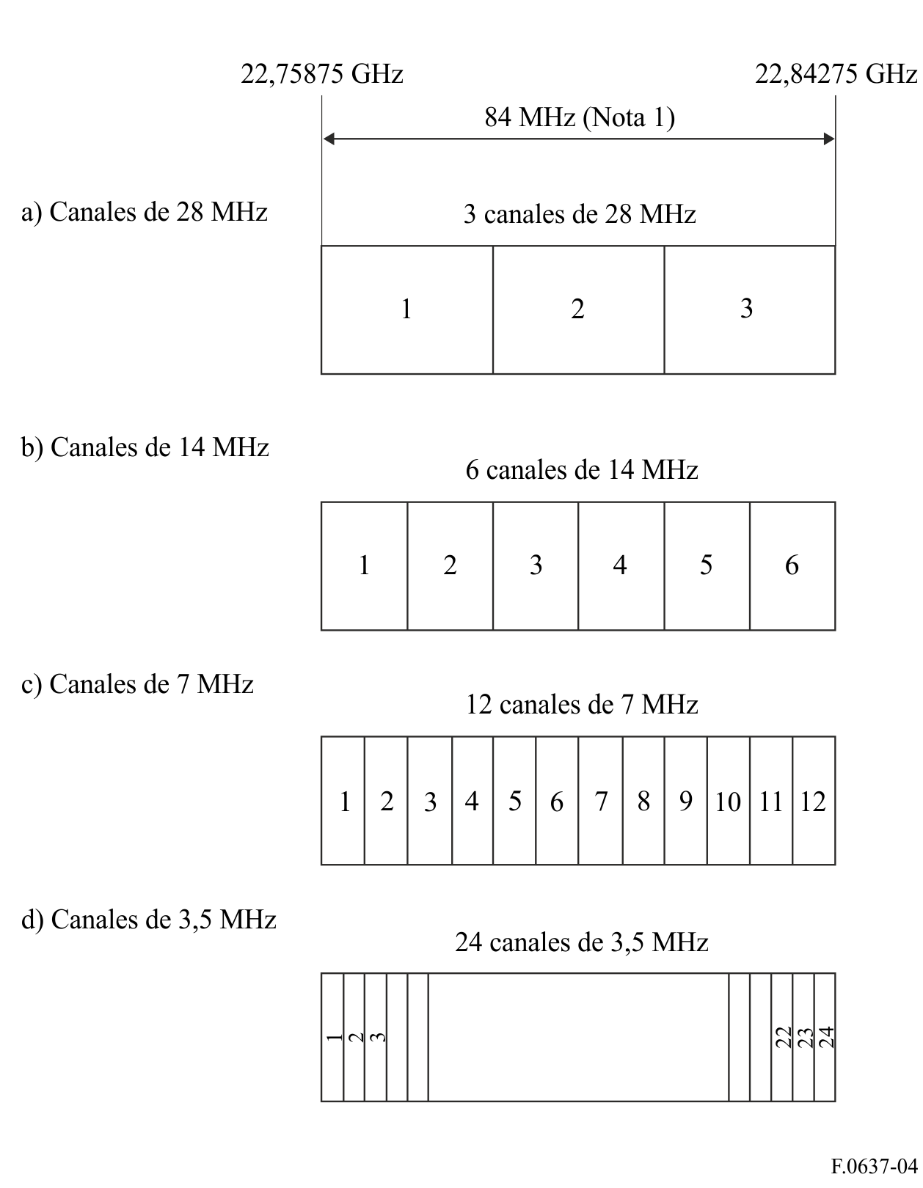 22,75875 GHz 22,84275 GHz
84 MHz (Nota 1)
a) Canales de 28 MHz
3 canales de 28 MHz
1 2 3
b) Canales de 14 MHz
6 canales de 14 MHz
1 2 3 4 5 6
c) Canales de 7 MHz
12 canales de 7 MHz
1 2 3 4 5 6 7 8 9 10 11 12
d) Canales de 3,5 MHz
24 canales de 3,5 MHz
1 2 3 22 23 24
F.0637-04